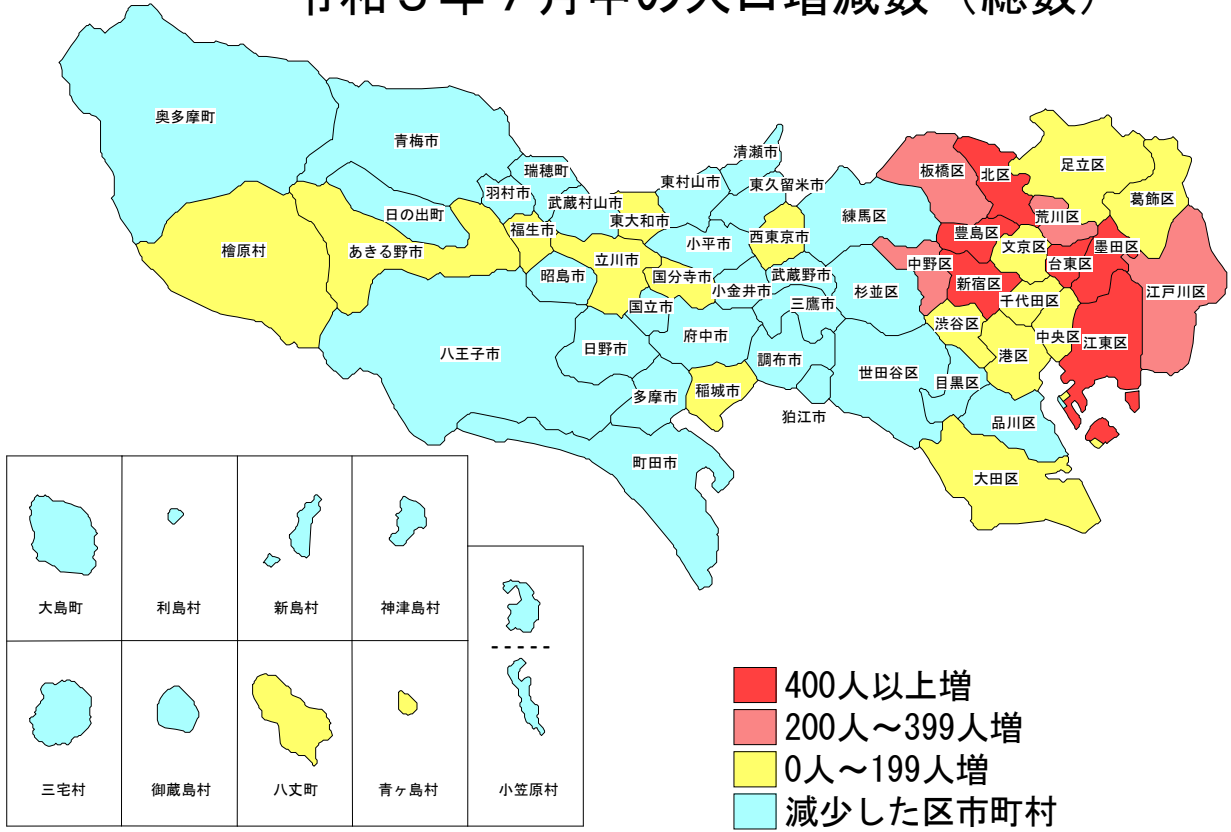 令和５年７月中の人口増減数（総数）
奥多摩町
青梅市
瑞穂町
羽村市
武蔵村山市
日の出町
檜原村
あきる野市
福生市
昭島市
立川市
東大和市
東村山市
清瀬市
東久留米市
小平市
西東京市
国分寺市
小金井市
武蔵野市
三鷹市
国立市
府中市
八王子市
日野市
多摩市
稲城市
調布市
狛江市
町田市
練馬区
板橋区
北区
足立区
葛飾区
荒川区
豊島区
文京区
墨田区
台東区
中野区
新宿区
千代田区
江戸川区
杉並区
渋谷区
中央区
江東区
港区
世田谷区
目黒区
品川区
大田区
大島町
利島村
新島村
神津島村
三宅村
御蔵島村
八丈町
青ヶ島村
小笠原村
400人以上増
200人～399人増
0人～199人増
減少した区市町村